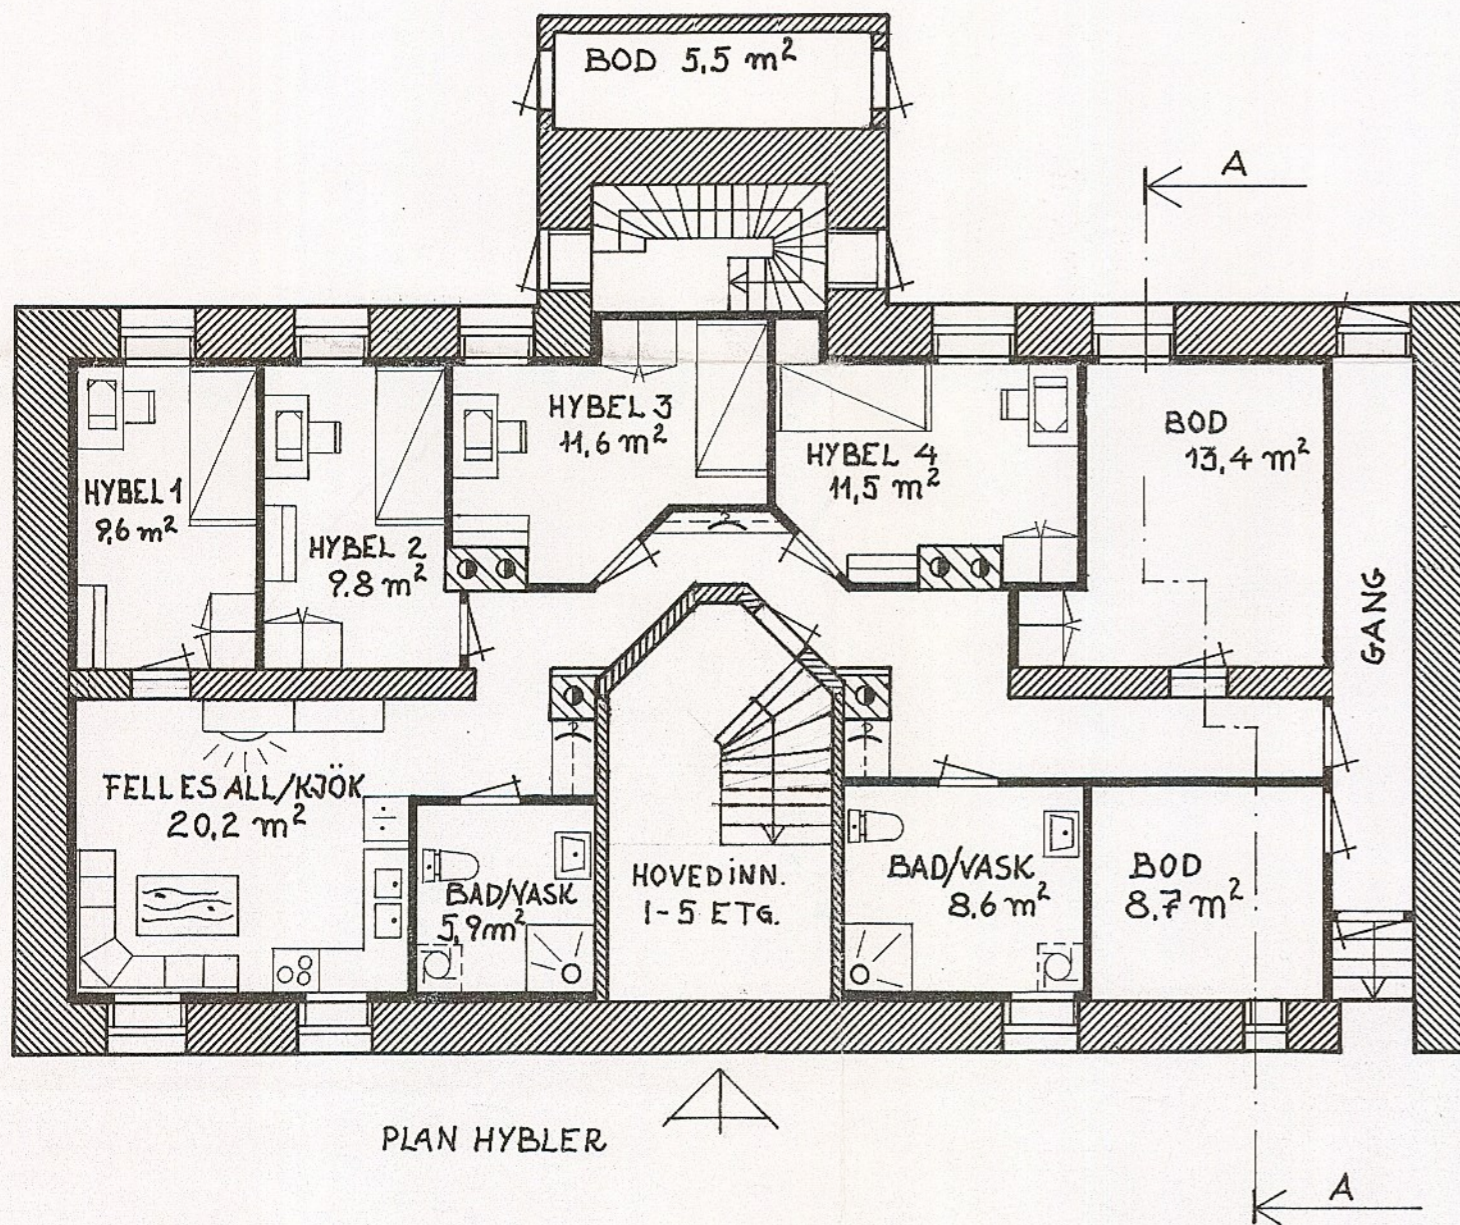 BOD 5,5 m²
A
HYBEL 1
9,6 m²
HYBEL 2
9.8 m²
HYBEL 3
11,6 m²
HYBEL 4
11,5 m²
BOD
13,4 m²
GANG
FELLES ALL/KJÖK
20,2 m²
BAD/VASK
5,9 m²
HOVEDINN.
1-5 ETG.
BAD/VASK
8.6 m²
BOD
8,7 m²
PLAN HYBLER
A